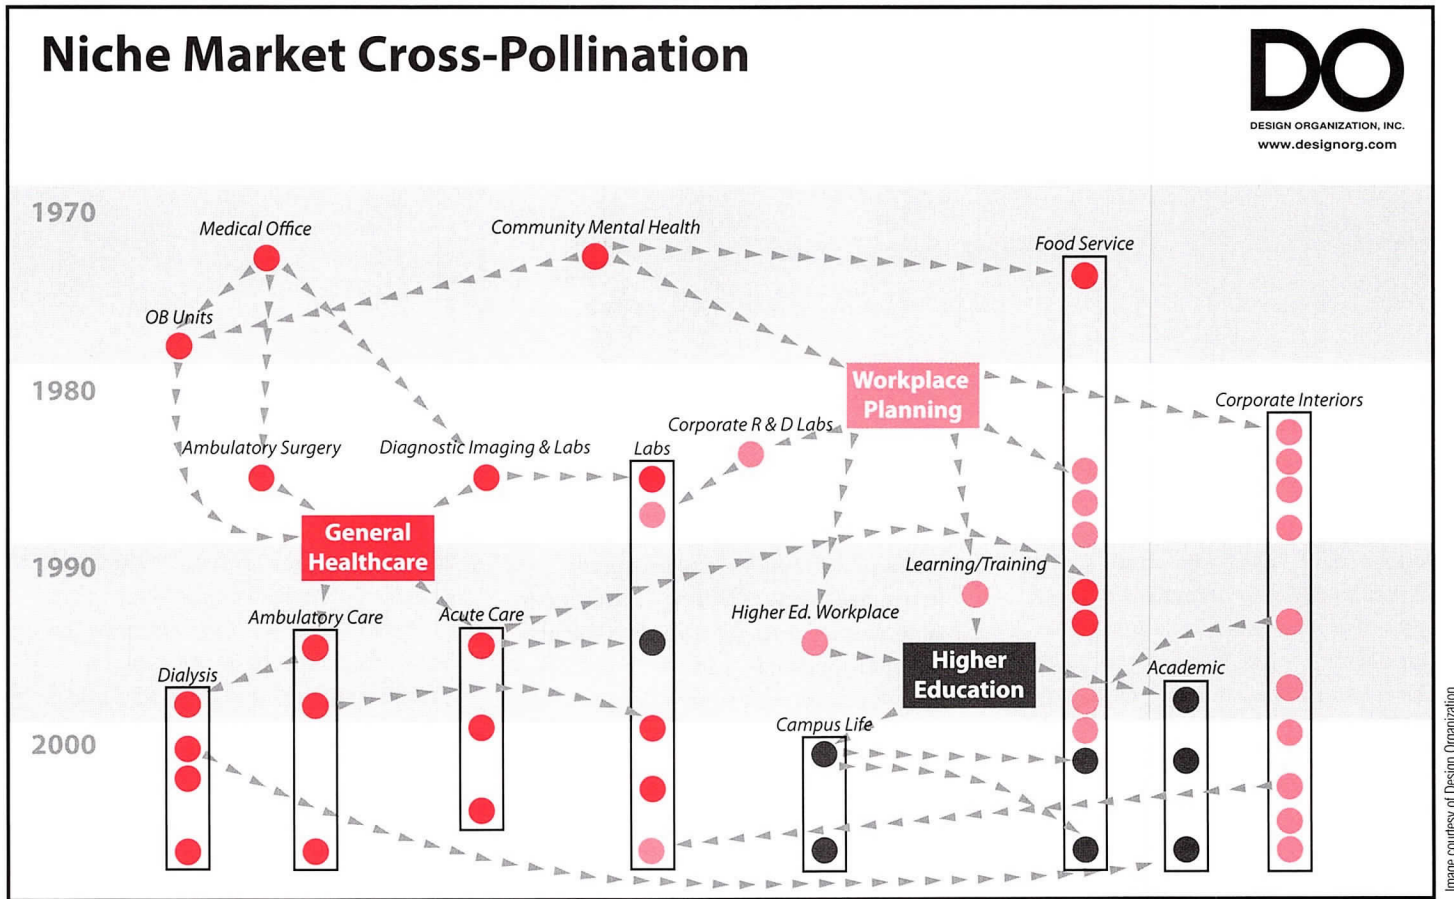 Niche Market Cross-Pollination
DO
DESIGN ORGANIZATION, INC.
www.designorg.com
1970
Medical Office
Community Mental Health
Food Service
OB Units
1980
Workplace
Planning
Corporate Interiors
Corporate R & D Labs
Ambulatory Surgery
Diagnostic Imaging & Labs
Labs
General
Healthcare
1990
Learning/Training
Ambulatory Care
Acute Care
Higher Ed. Workplace
Higher
Education
Dialysis
Academic
Campus Life
2000
Image courtesy of Design Organization